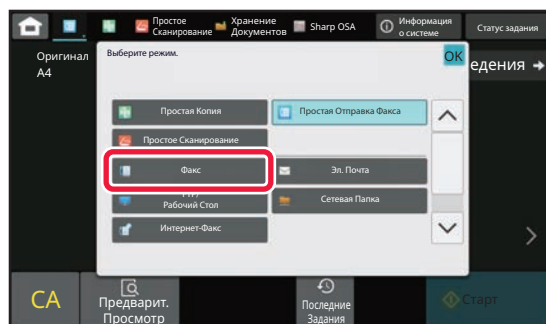 Простое
Сканирование
Хранение
Документов
Sharp OSA
Информация
о системе
Статус задания
Оригинал
A4
Выберите режим.
OK
едения
Простая Копия
Простая Отправка Факса
Простое Сканирование
Факс
Эл. Почта
Рабочий Стол
Сетевая Папка
Интернет-Факс
CA
Предварит.
Просмотр
Последние
Задания
Старт